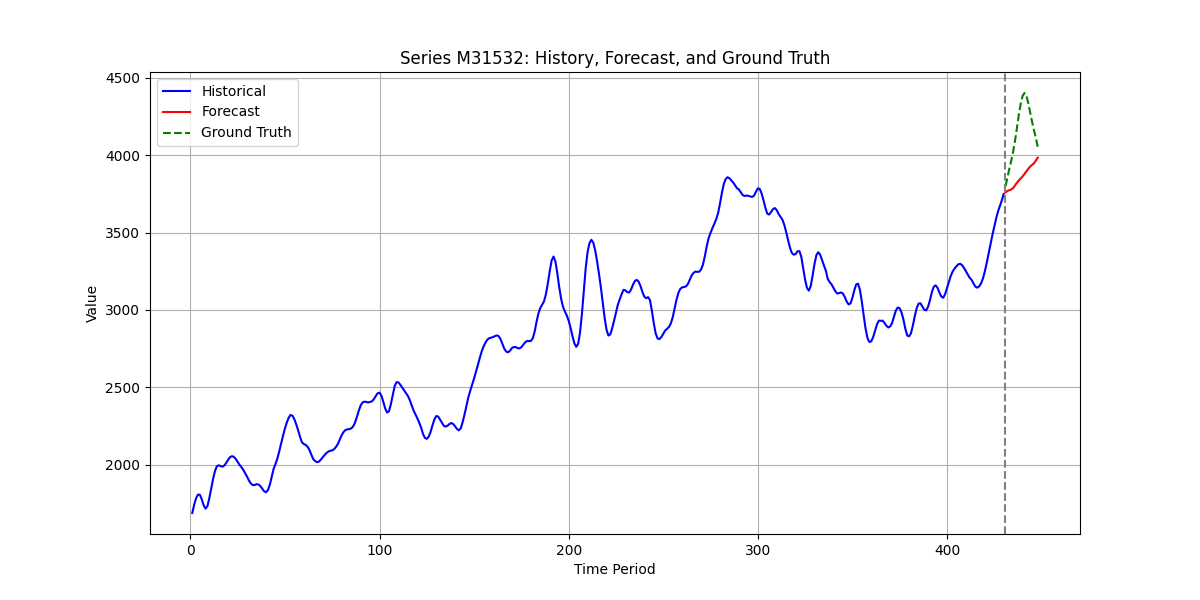 Series M31532: History, Forecast, and Ground Truth
Historical
Forecast
Ground Truth
4500
4000
3500
3000
2500
2000
Value
0 100 200 300 400
Time Period